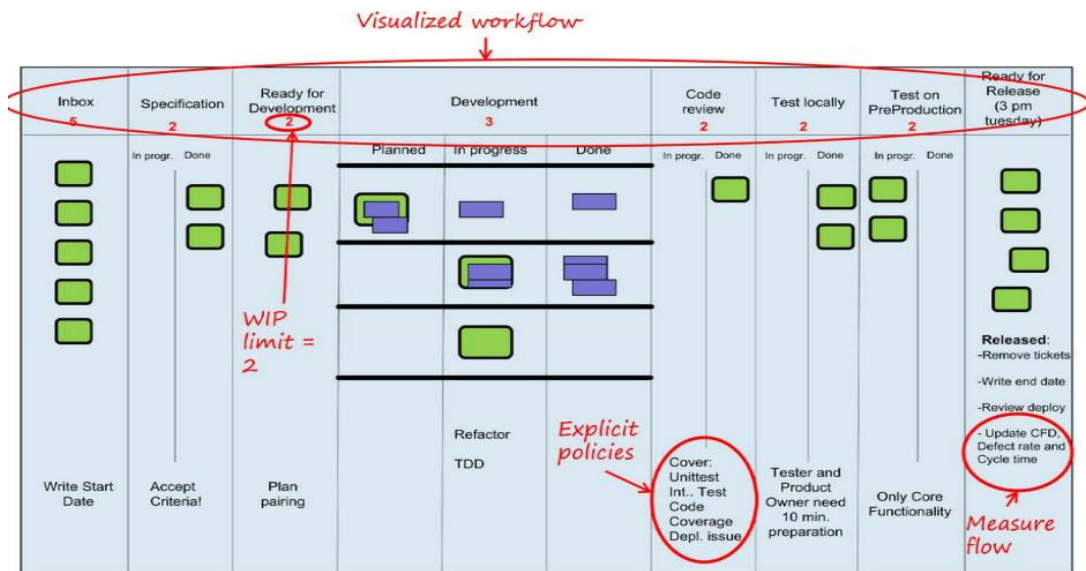 Visualized workflow
Inbox
5
Specification
2
Ready for
Development
2
Development
3
Code
review
2
Test locally
2
Test on
PreProduction
2
Ready for
Release
(3 pm
tuesday)
In progr. Done
Planned
In progress
Done
In progr. Done
In progr. Done
In progr. Done
WIP
limit =
2
Released:
-Remove tickets
-Write end date
-Review deploy
- Update CFD,
Defect rate and
Cycle time
Refactor
TDD
Explicit
policies
Write Start
Date
Accept
Criteria!
Plan
pairing
Cover:
Unittest
Int.. Test
Code
Coverage
Depl. issue
Tester and
Product
Owner need
10 min.
preparation
Only Core
Functionality
Measure
flow